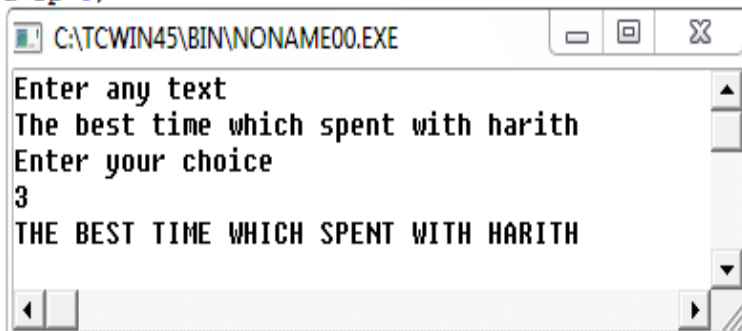 C:\TCWIN45\BIN\NONAME00.EXE
Enter any text
The best time which spent with harith
Enter your choice
3
THE BEST TIME WHICH SPENT WITH HARITH